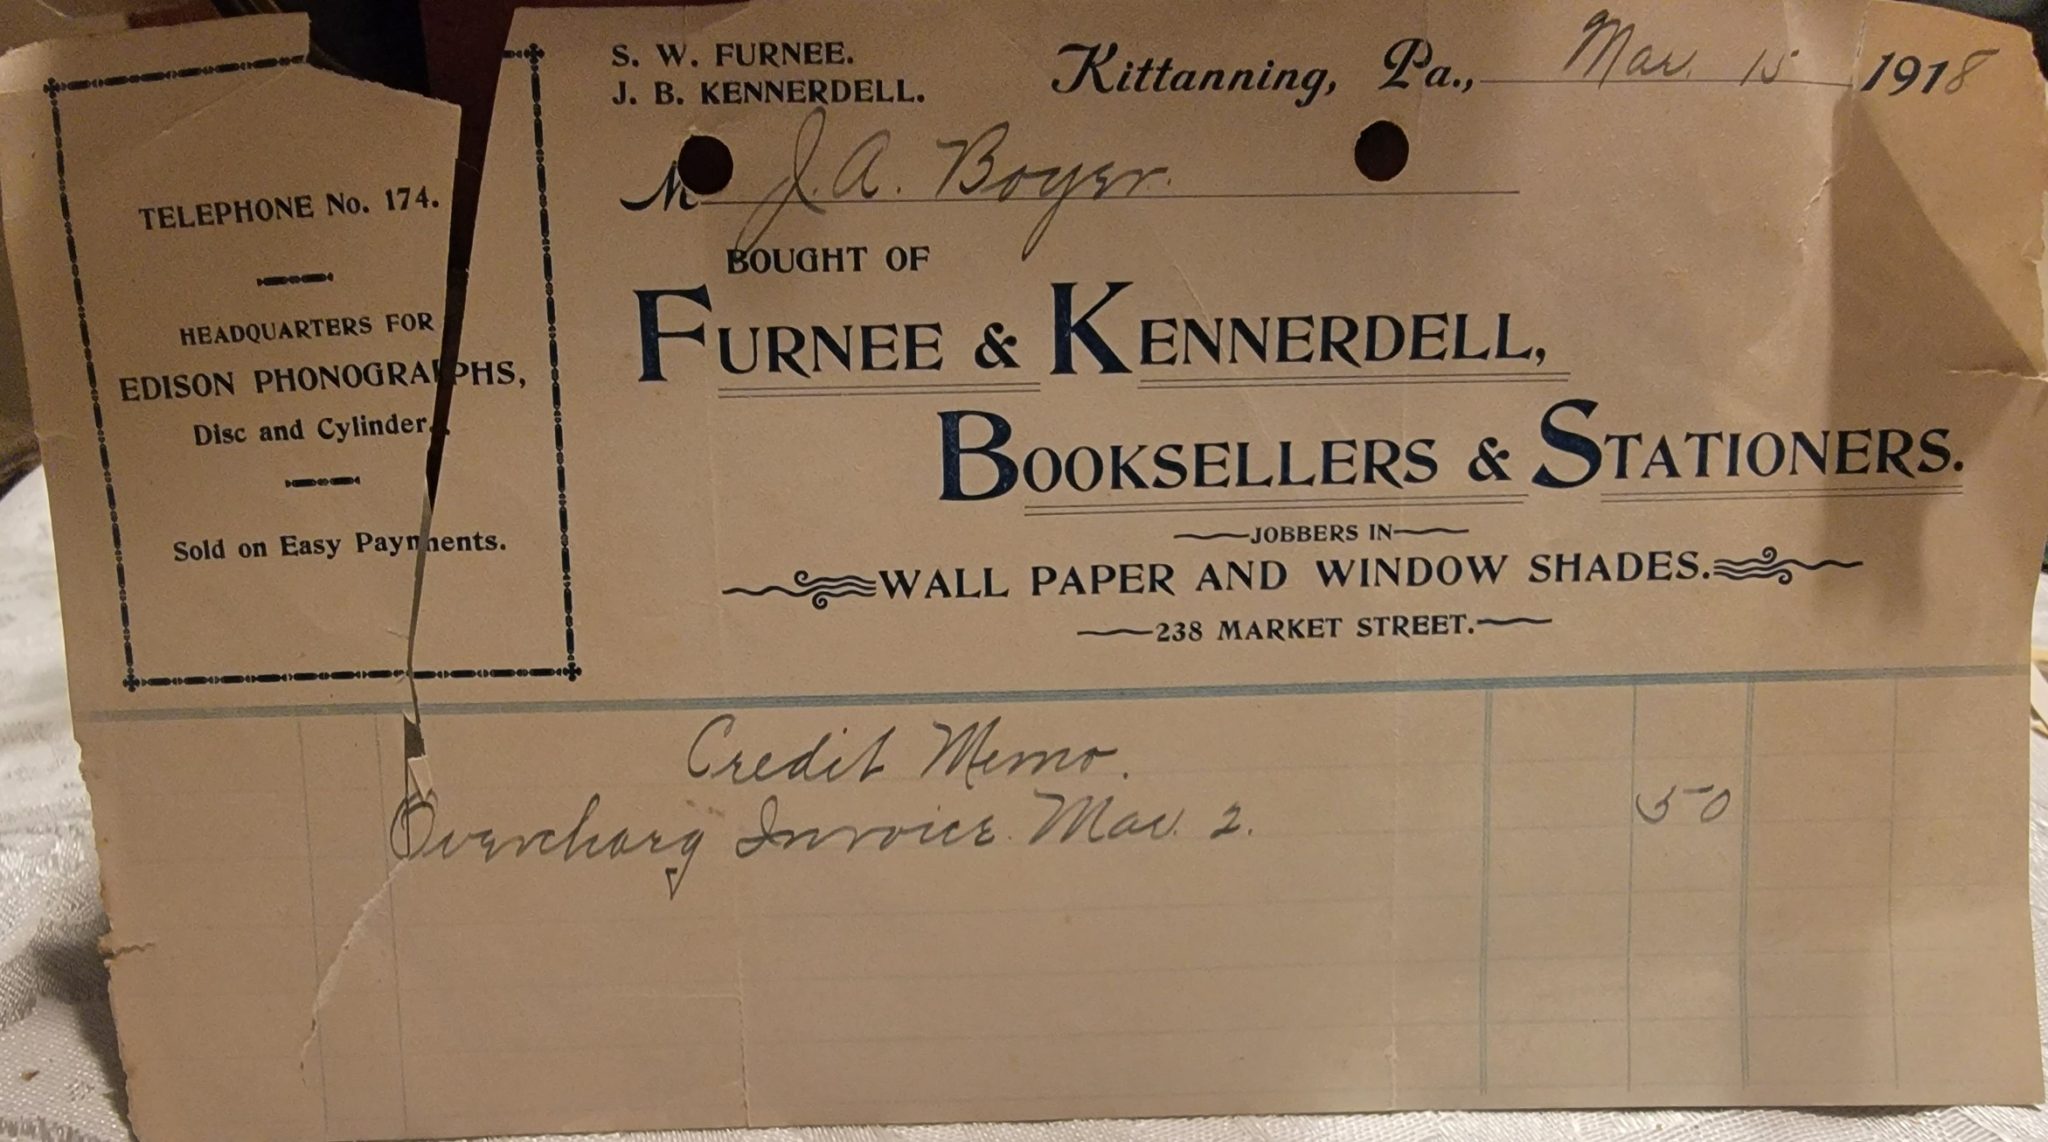 S. W. FURNEE.
J. B. KENNERDELL.
Kittanning, Pa., Mar. 15 1918
M J. A. Boyer.
BOUGHT OF
FURNEE & KENNERDELL,
BOOKSELLERS & STATIONERS.
JOBBERS IN
WALL PAPER AND WINDOW SHADES.
238 MARKET STREET.
TELEPHONE No. 174.
HEADQUARTERS FOR
EDISON PHONOGRAPHS,
Disc and Cylinder.
Sold on Easy Payments.
Credit Memo.
Overcharg Invoice Mar. 2. 50